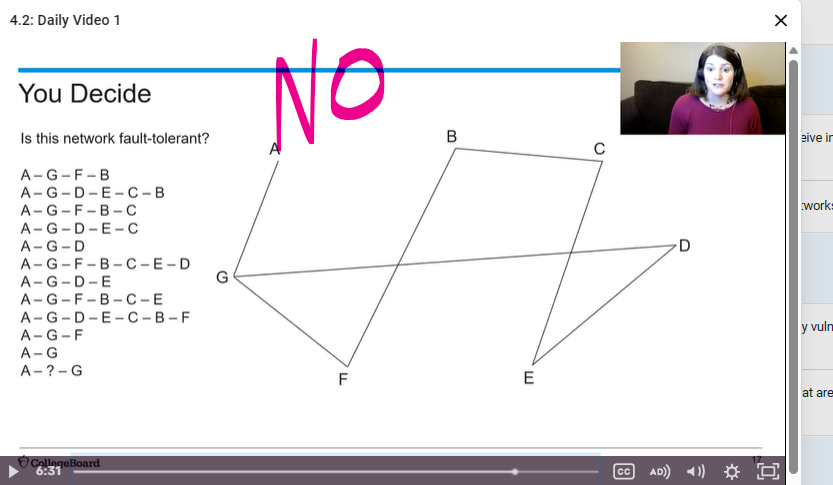 4.2: Daily Video 1
NO
You Decide
Is this network fault-tolerant?
A – G – F – B
A – G – D – E – C – B
A – G – F – B – C
A – G – D – E – C
A – G – D
A – G – F – B – C – E – D
A – G – D – E
A – G – F – B – C – E
A – G – D – E – C – B – F
A – G – F
A – G
A – ? – G
A
B
C
D
G
F
E
CollegeBoard
17
6:31
CC
AD))
eive in
tworks
y vuln
at are